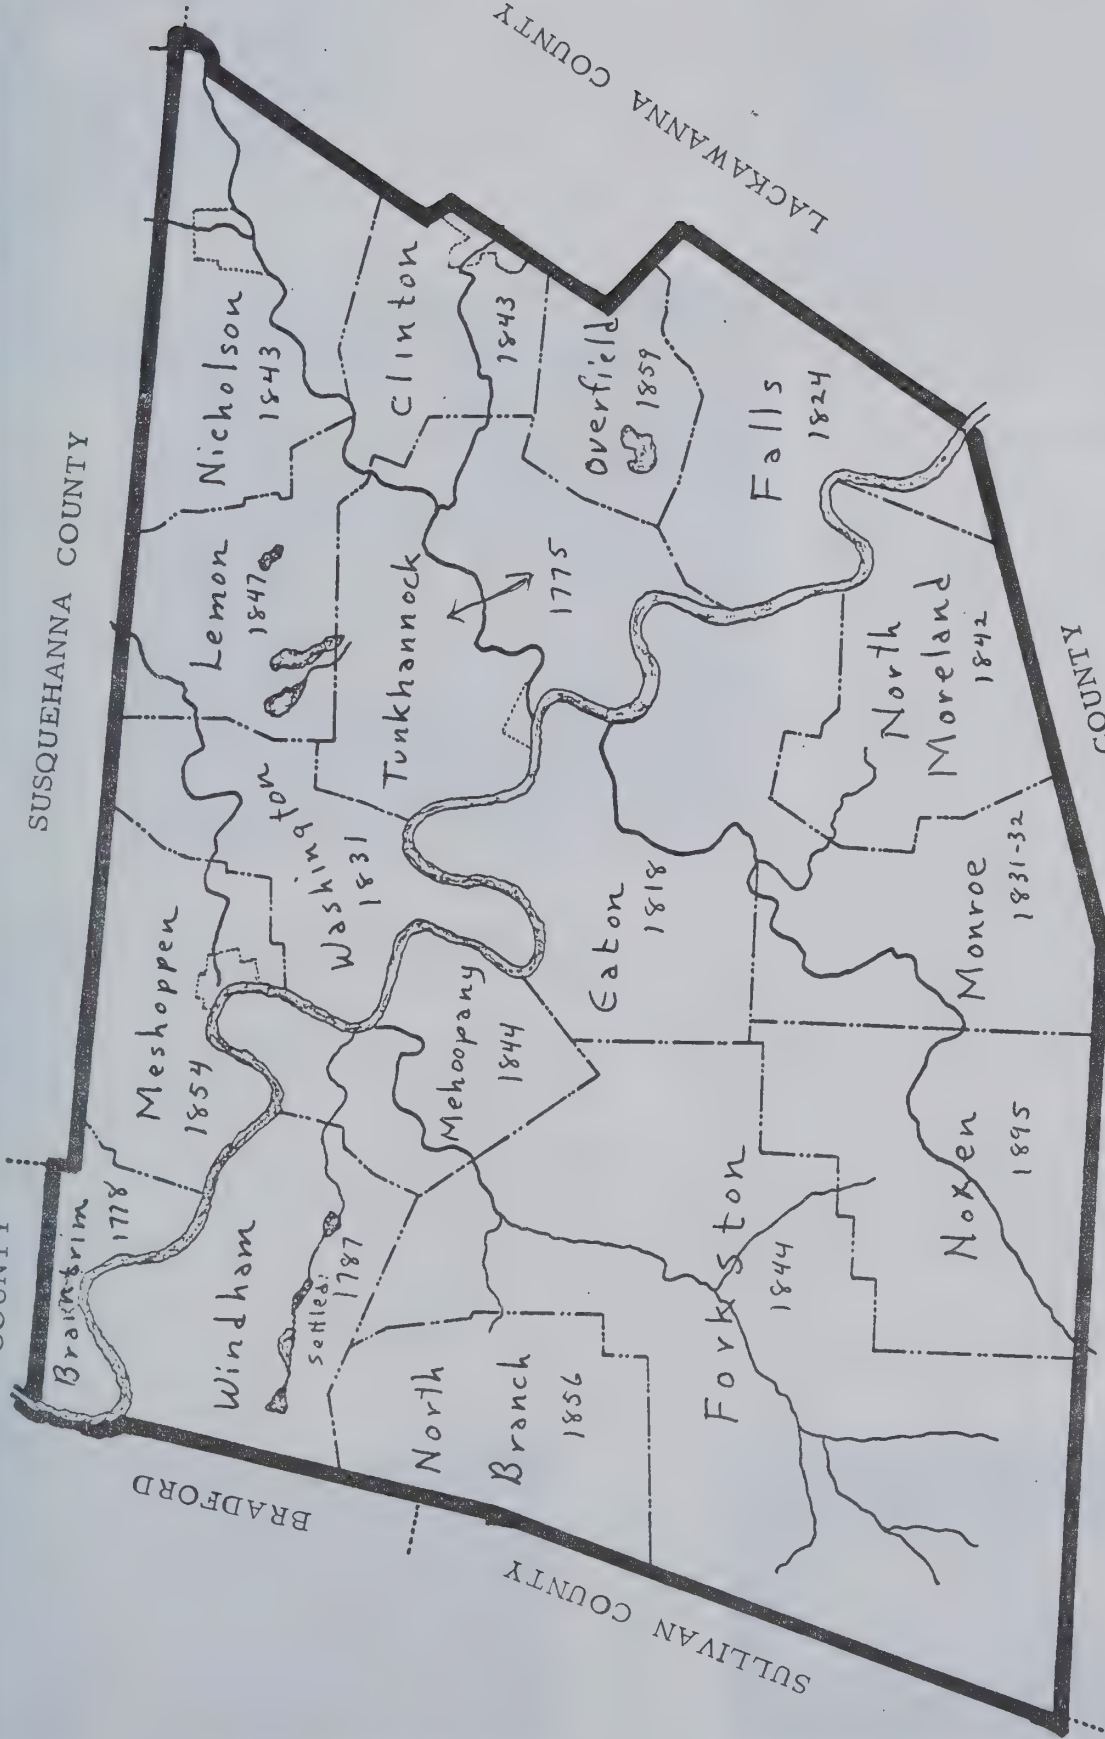 SUSQUEHANNA COUNTY
COUNTY
BRADFORD
SULLIVAN COUNTY
LACKAWANNA COUNTY
COUNTY
Braintrim
1778
Meshoppen
1854
Washington
1831
Lemon
1847
Nicholson
1843
Windham
settled:
1787
Mehoopany
1844
Tunkhannock
1775
Clinton
1843
Overfield
1859
North
Branch
1856
Eaton
1818
Falls
1824
Forkston
1844
Noxen
1895
Monroe
1831-32
North
Moreland
1842